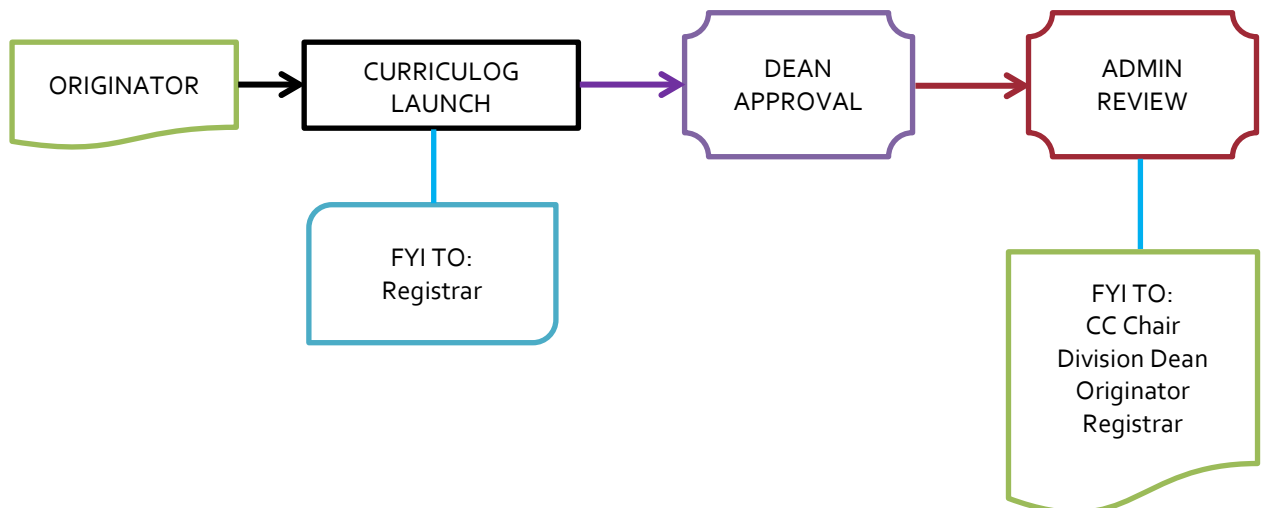 ORIGINATOR
CURRICULOG
LAUNCH
DEAN
APPROVAL
ADMIN
REVIEW
FYI TO:
Registrar
FYI TO:
CC Chair
Division Dean
Originator
Registrar